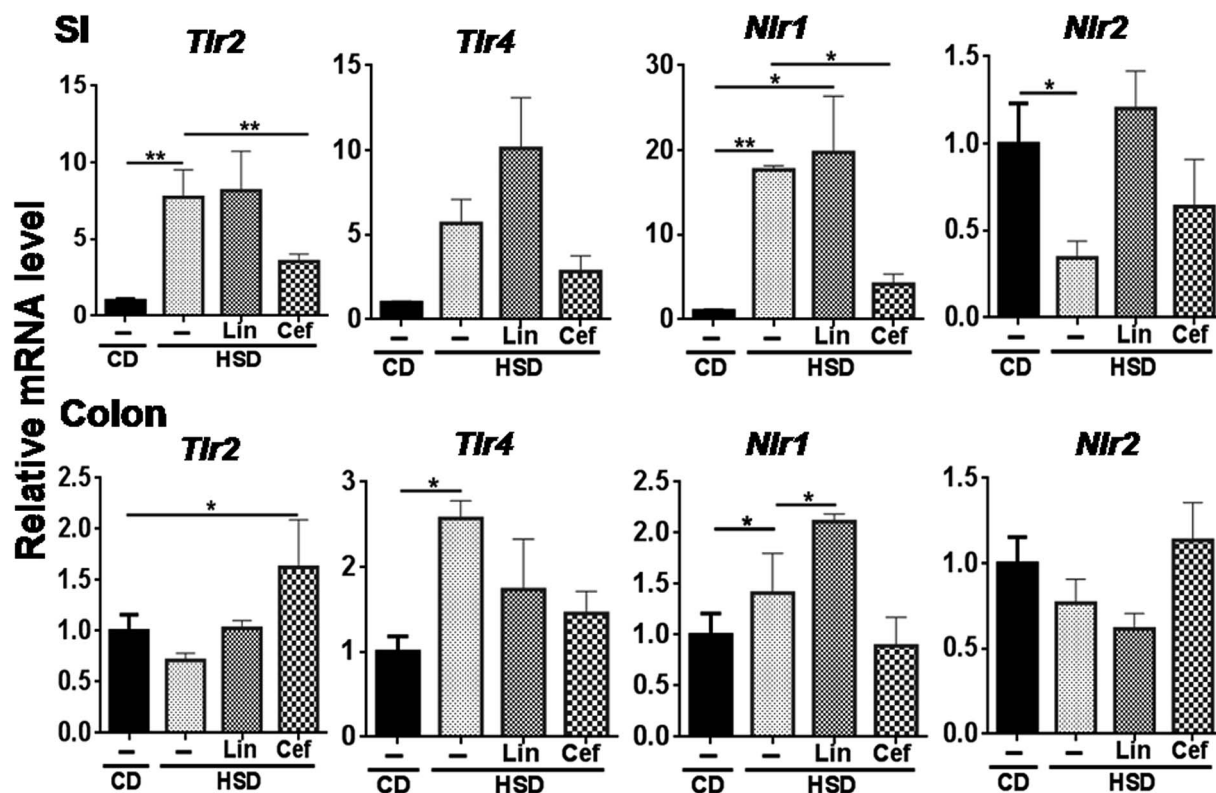 SI
Tlr2
Tlr4
Nlr1
Nlr2
Relative mRNA level
15
10
5
0
**
**
– – Lin Cef
CD HSD
15
10
5
0
– – Lin Cef
CD HSD
30
20
10
0
**
*
*
– – Lin Cef
CD HSD
1.5
1.0
0.5
0.0
*
– – Lin Cef
CD HSD
Colon
Tlr2
Tlr4
Nlr1
Nlr2
2.5
2.0
1.5
1.0
0.5
0.0
*
– – Lin Cef
CD HSD
3
2
1
0
*
– – Lin Cef
CD HSD
2.5
2.0
1.5
1.0
0.5
0.0
*
*
– – Lin Cef
CD HSD
1.5
1.0
0.5
0.0
– – Lin Cef
CD HSD